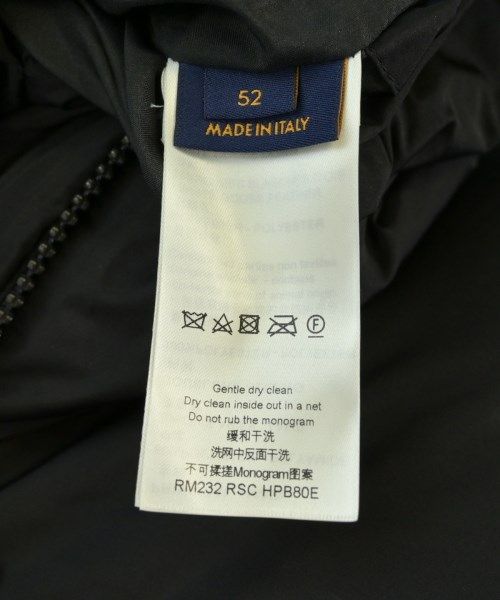 52
MADE IN ITALY
F
Gentle dry clean
Dry clean inside out in a net
Do not rub the monogram
缓和干洗
洗网中反面干洗
不可揉搓Monogram图案
RM232 RSC HPB80E